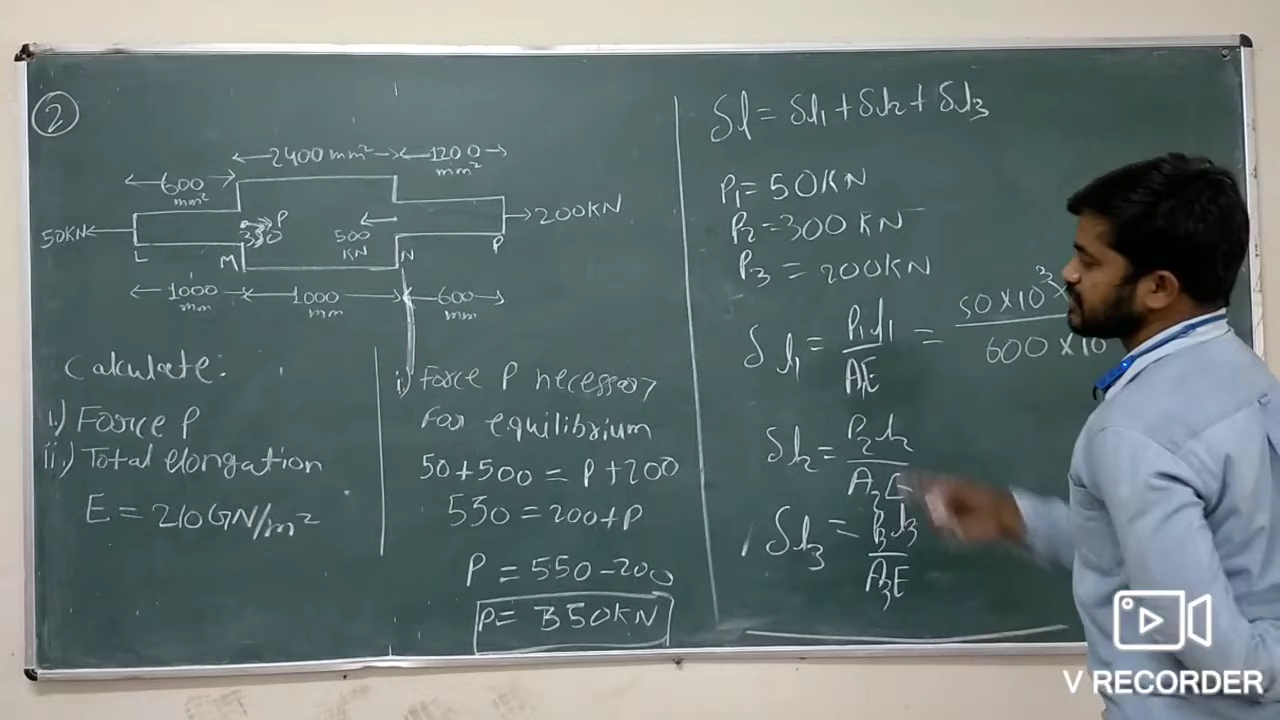 ②
2400 mm²
1200 mm²
600 mm²
50KN
P
350
500 KN
200KN
L
M
N
P
1000 mm
1000 mm
600 mm
Calculate:
i.) Force P
ii.) Total elongation
E = 210GN/m²
i) Force P necessary
For equilibrium
50+500 = P+200
550 = 200+P
P = 550-200
P = 350KN
δl = δl₁ + δl₂ + δl₃
P₁=50KN
P₂=300KN
P₃ = 200KN
δl₁ = P₁l₁/A₁E = 50×10³×/600×10
δl₂ = P₂l₂/A₂E
δl₃ = P₃l₃/A₃E
V RECORDER